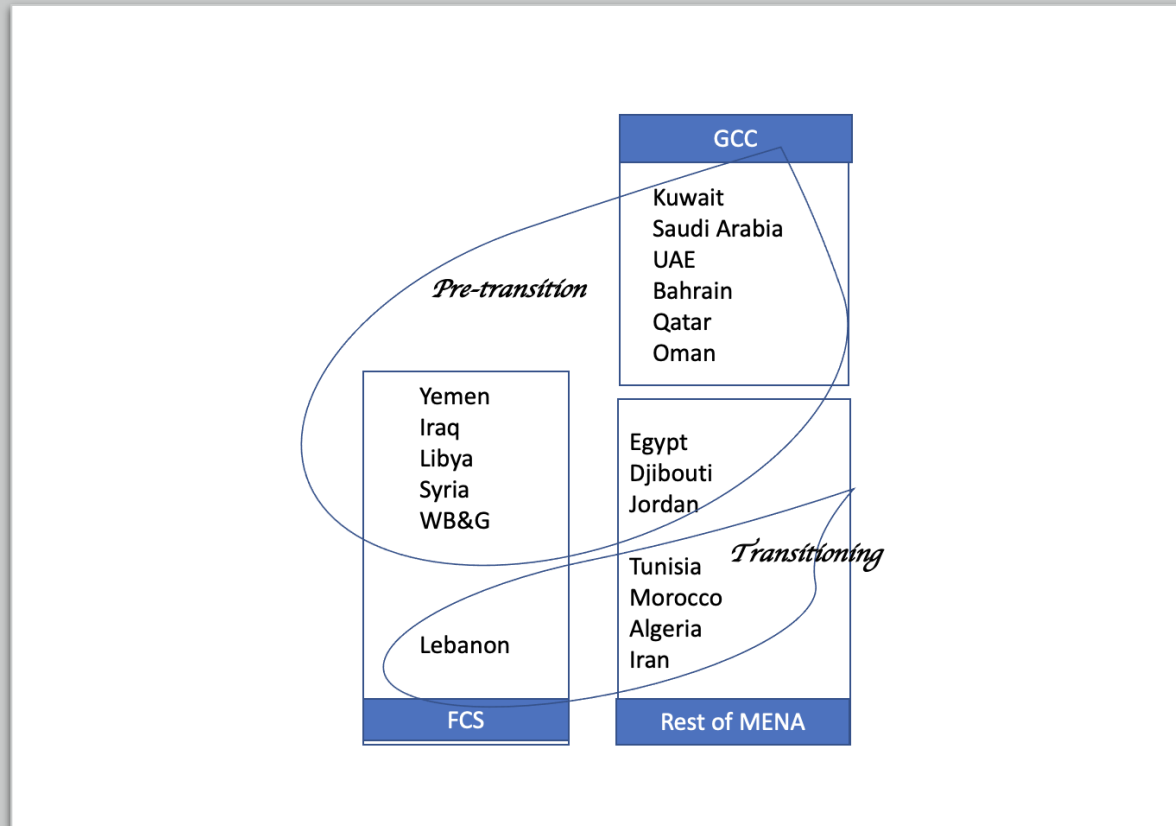 GCC
Kuwait
Saudi Arabia
UAE
Bahrain
Qatar
Oman
Pre-transition
Yemen
Iraq
Libya
Syria
WB&G
Lebanon
FCS
Egypt
Djibouti
Jordan
Transitioning
Tunisia
Morocco
Algeria
Iran
Rest of MENA